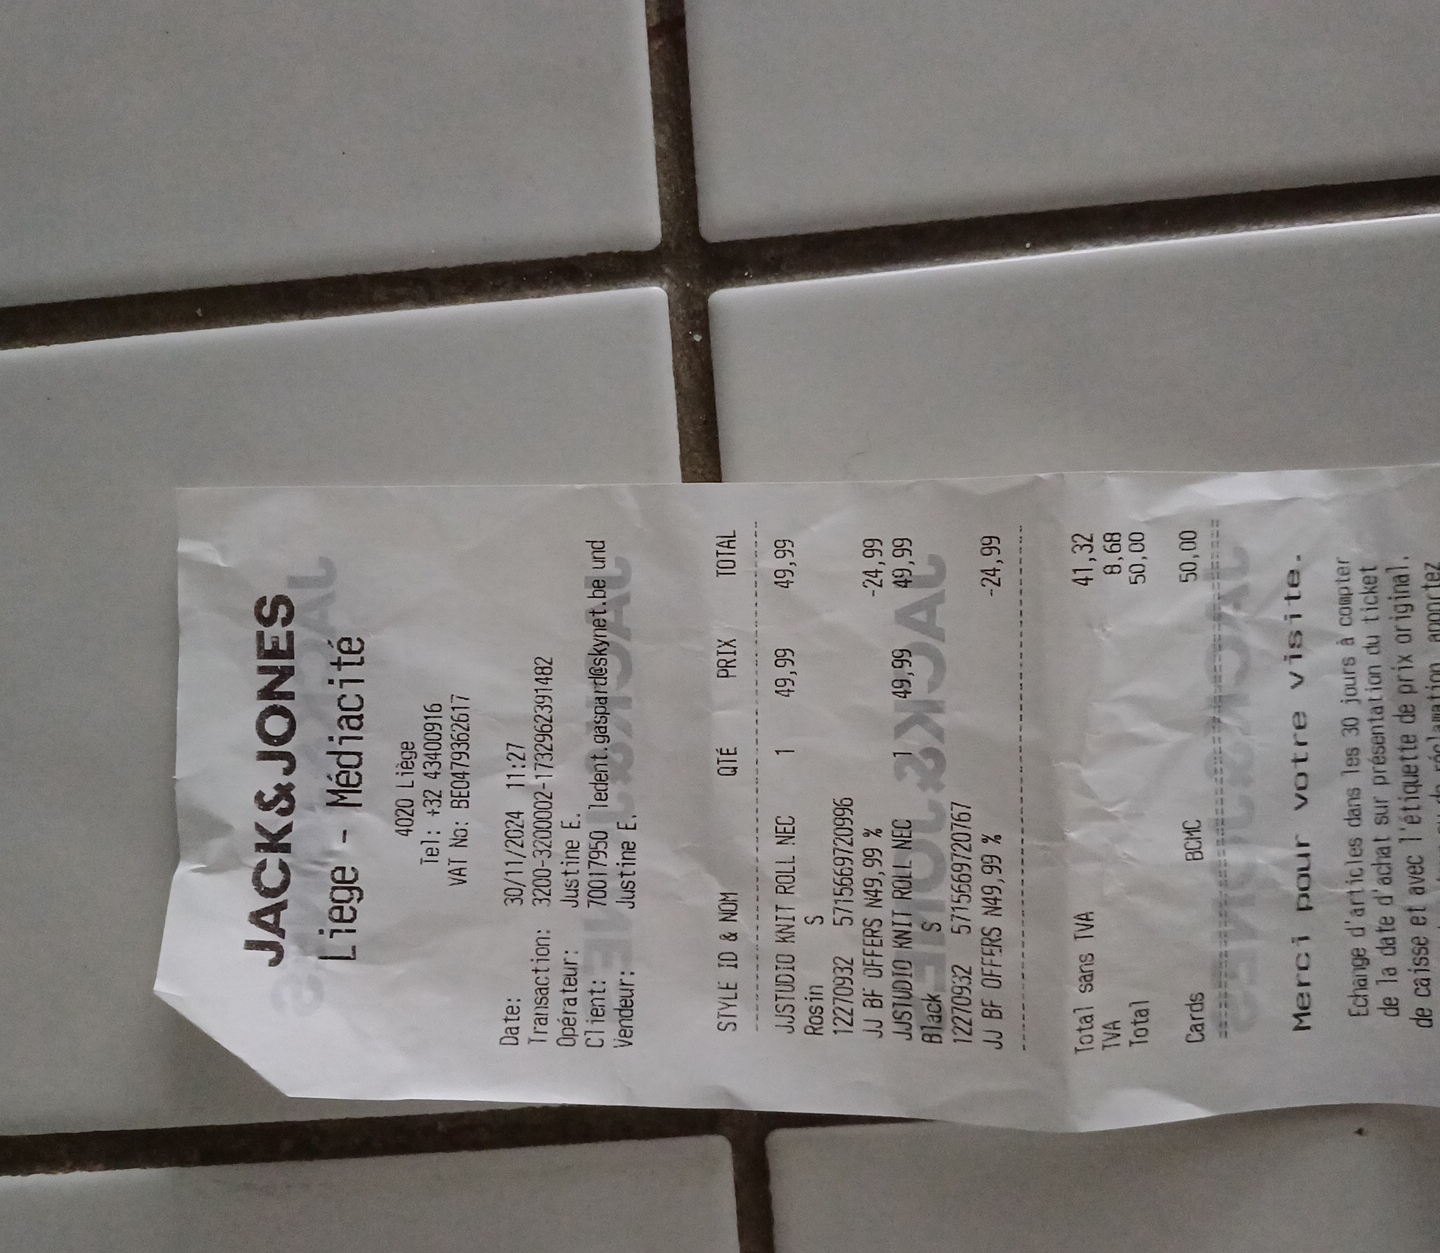 JACK&JONES
Liege - Médiacité
4020 Liège
Tel: +32 43400916
VAT No: BE0479362617
Date: 30/11/2024 11:27
Transaction: 3200-3200002-1732962391482
Opérateur: Justine E.
Client: 70017950 ledent.gaspard@skynet.be und
Vendeur: Justine E.
STYLE ID & NOM QTÉ PRIX TOTAL
JJSTUDIO KNIT ROLL NEC 1 49,99 49,99
Rosin S
12270932 5715669720996
JJ BF OFFERS N49,99 % -24,99
JJSTUDIO KNIT ROLL NEC 1 49,99 49,99
Black S
12270932 5715669720767
JJ BF OFFERS N49,99 % -24,99
Total sans TVA 41,32
TVA 8,68
Total 50,00
Cards BCMC 50,00
Merci pour votre visite.
Echange d'articles dans les 30 jours à compter
de la date d'achat sur présentation du ticket
de caisse et avec l'étiquette de prix original.
réclamation, apportez